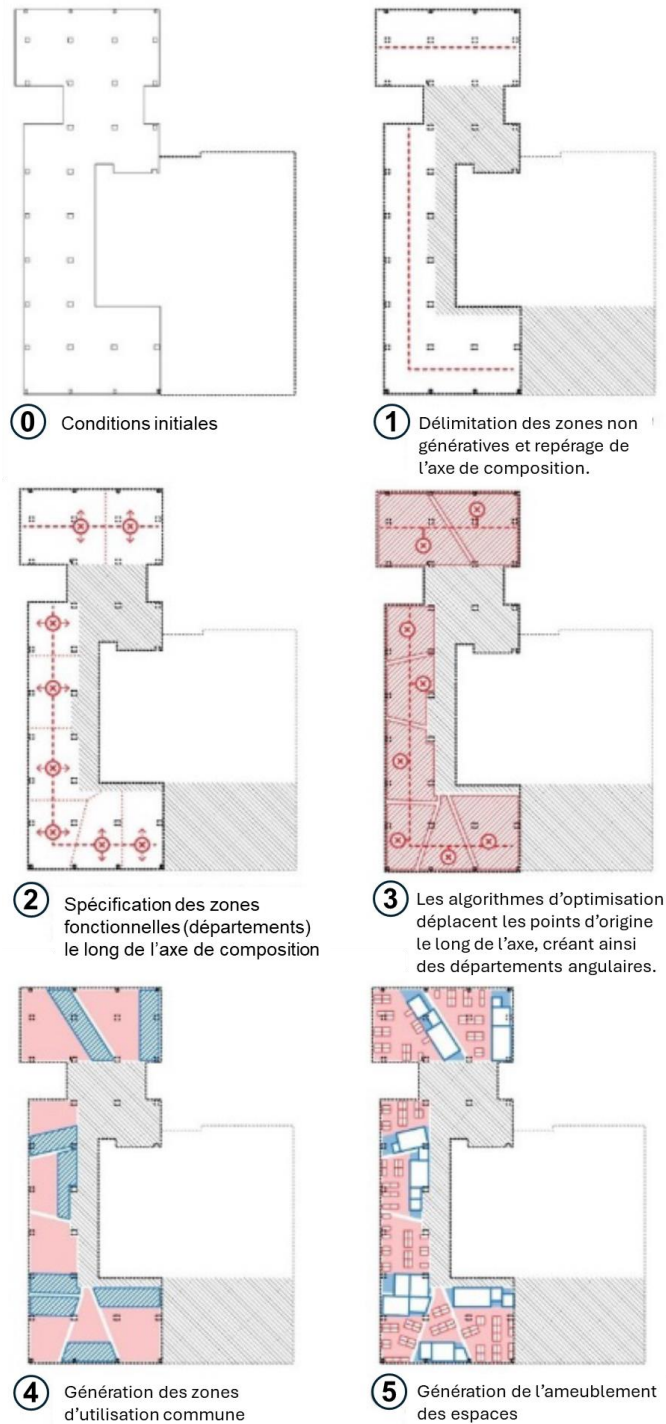 0 Conditions initiales
1 Délimitation des zones non
génératives et repérage de
l'axe de composition.
2 Spécification des zones
fonctionnelles (départements)
le long de l'axe de composition
3 Les algorithmes d'optimisation
déplacent les points d'origine
le long de l'axe, créant ainsi
des départements angulaires.
4 Génération des zones
d'utilisation commune
5 Génération de l'ameublement
des espaces